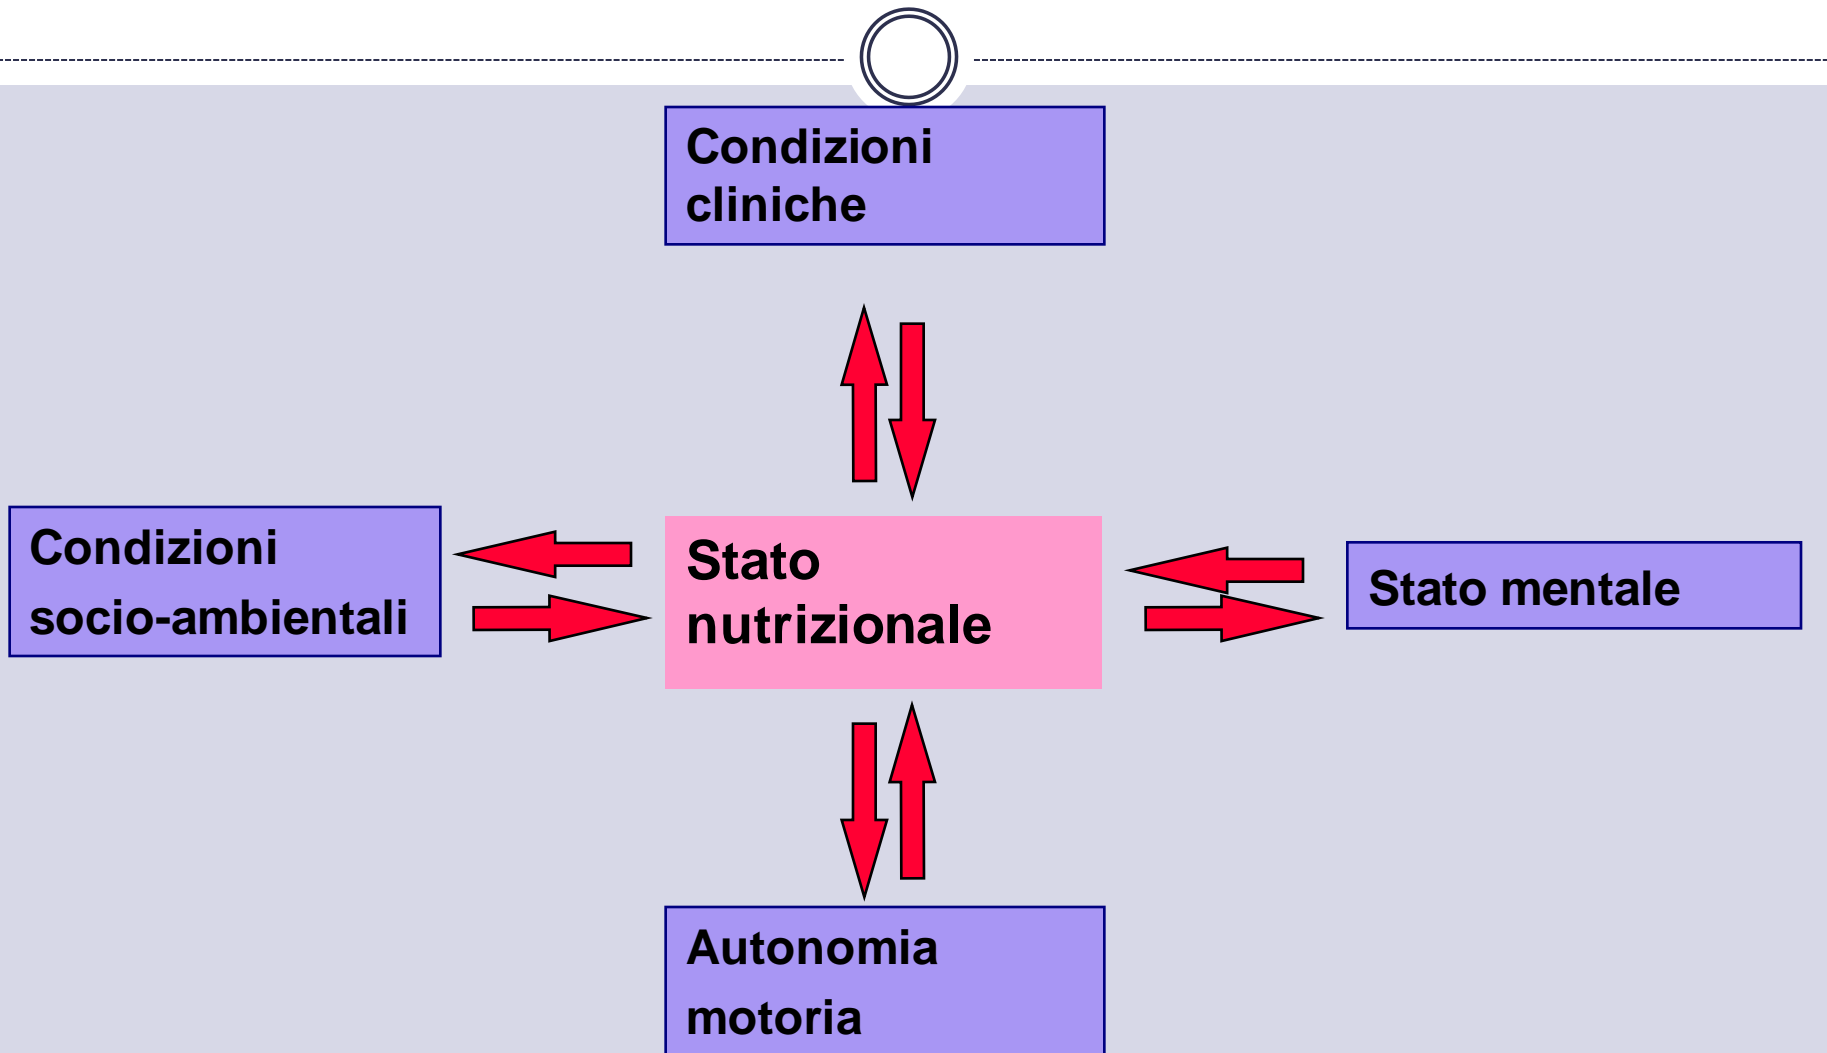 Condizioni
cliniche
Condizioni
socio-ambientali
Stato
nutrizionale
Stato mentale
Autonomia
motoria